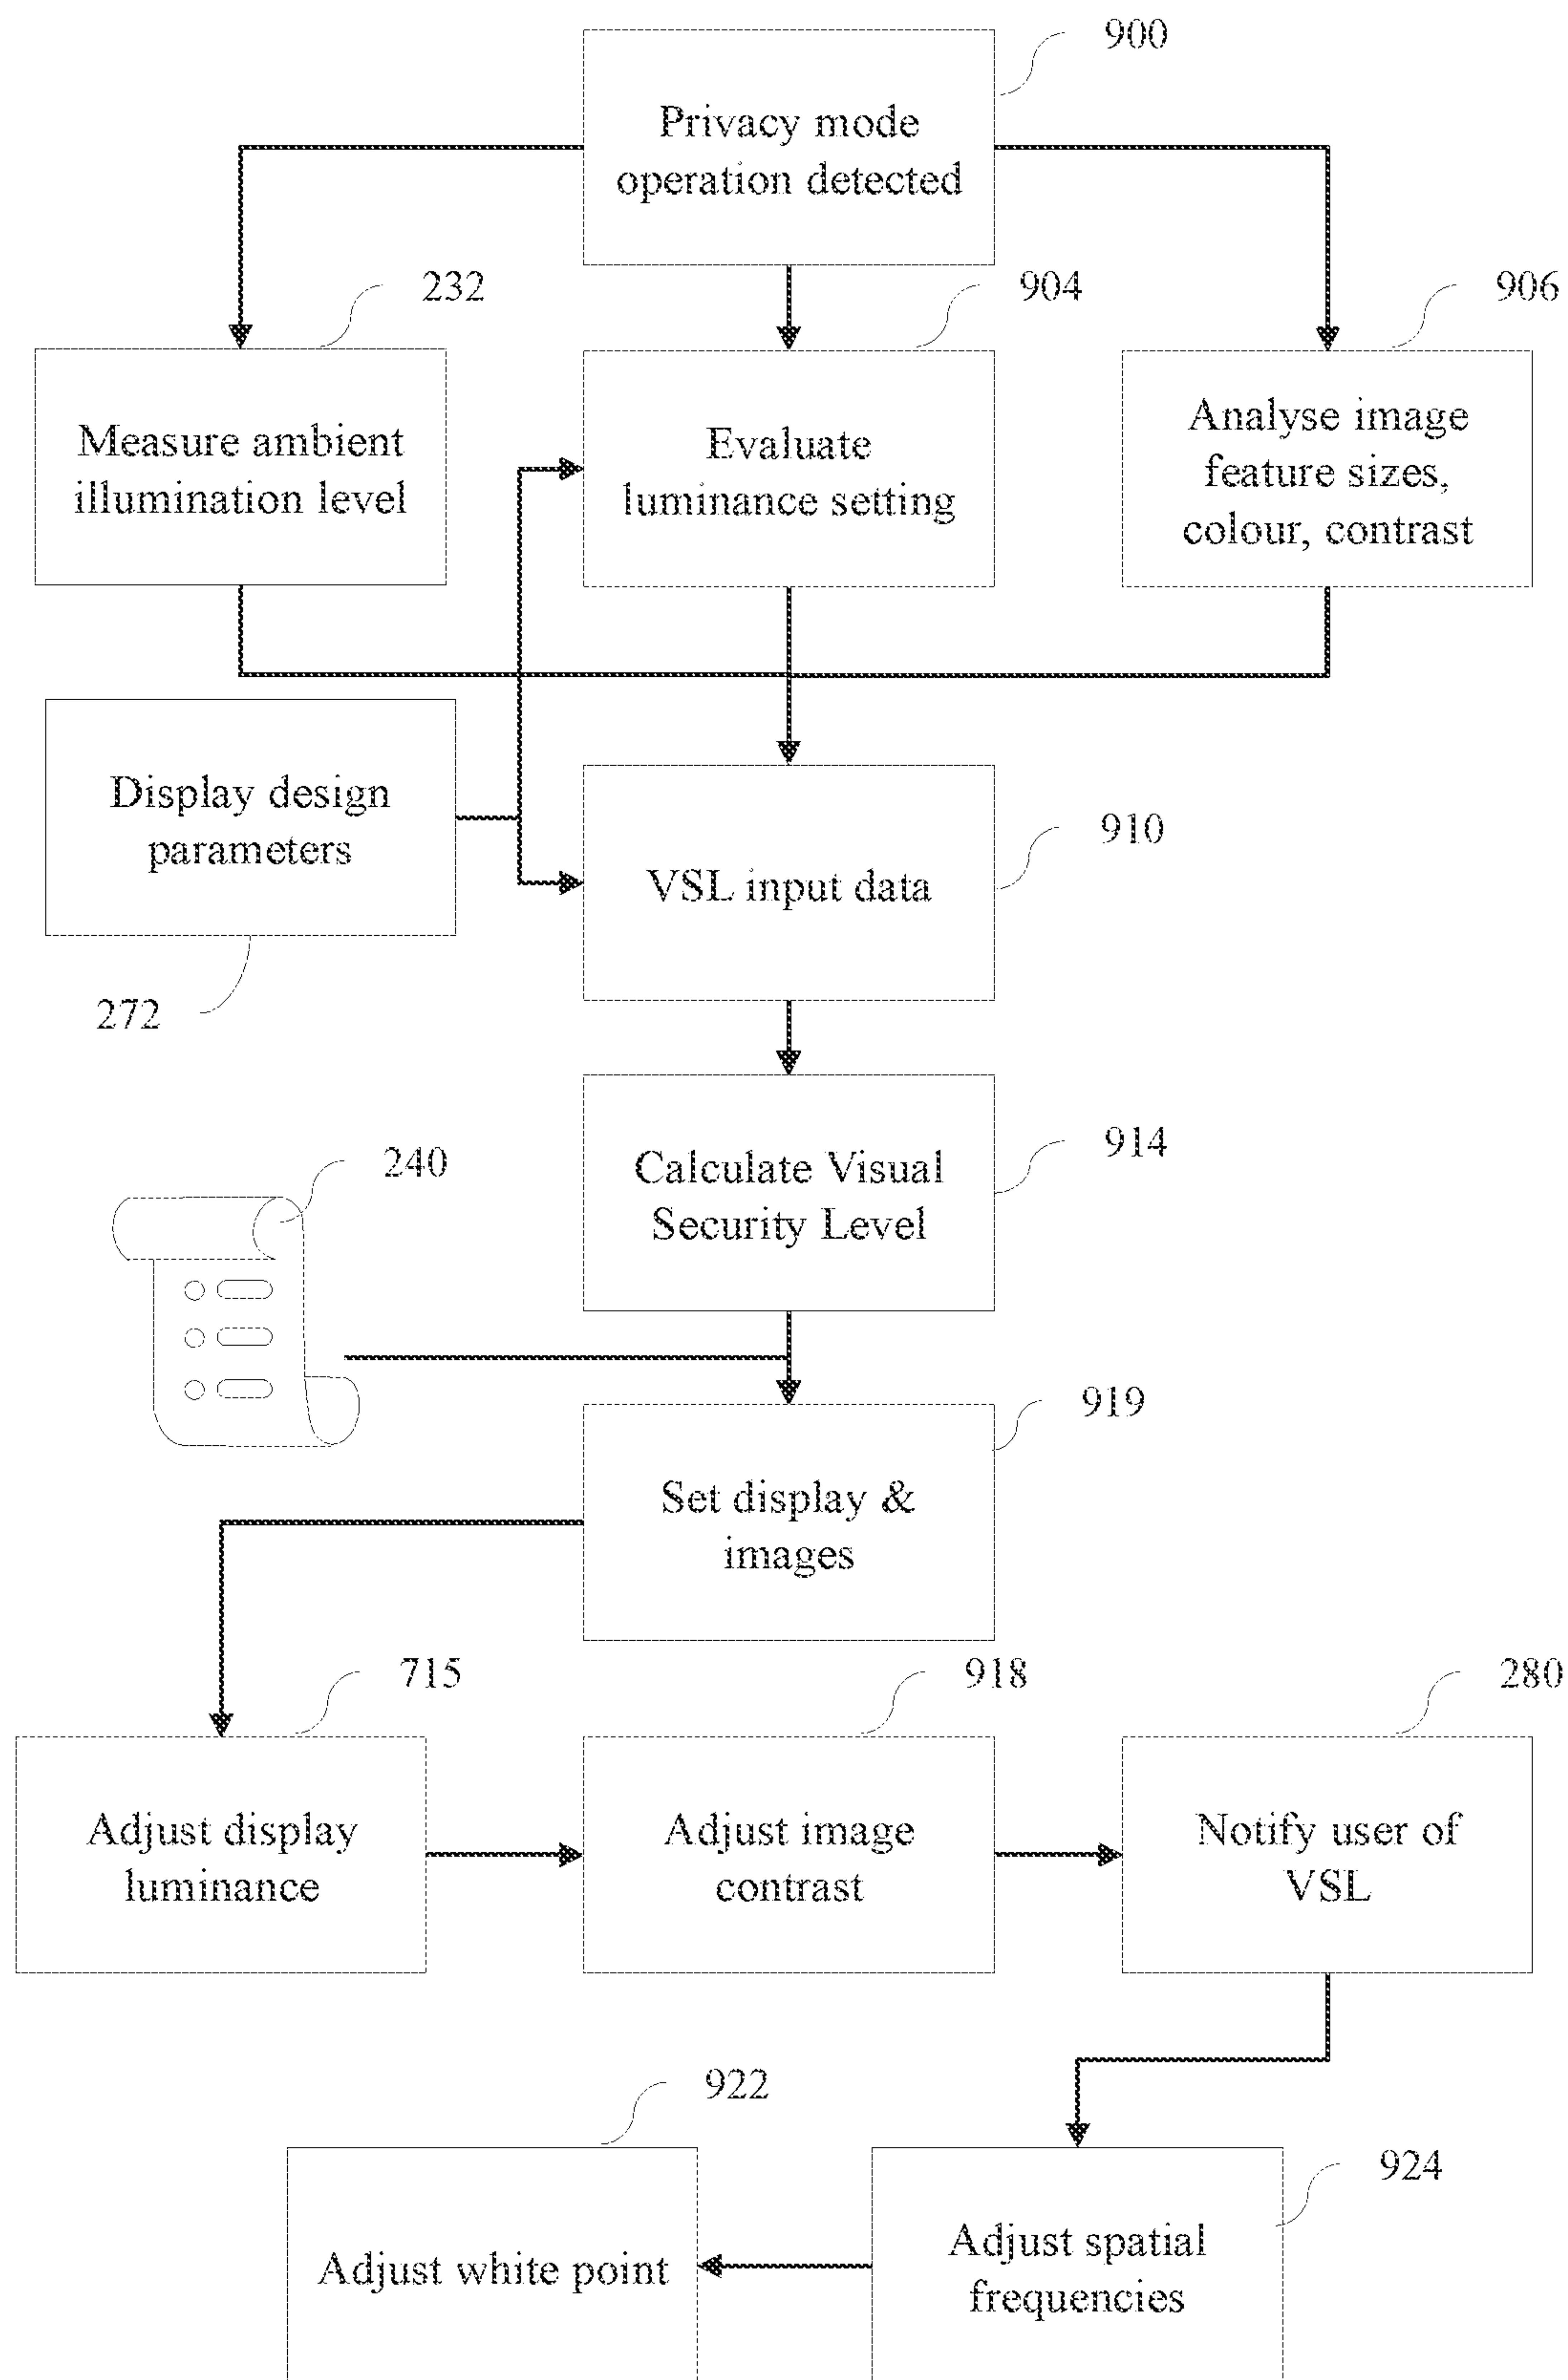 900
Privacy mode
operation detected
232
904
906
Measure ambient
illumination level
Evaluate
luminance setting
Analyse image
feature sizes,
colour, contrast
Display design
parameters
272
910
VSL input data
914
Calculate Visual
Security Level
240
919
Set display &
images
715
918
280
Adjust display
luminance
Adjust image
contrast
Notify user of
VSL
922
924
Adjust white point
Adjust spatial
frequencies